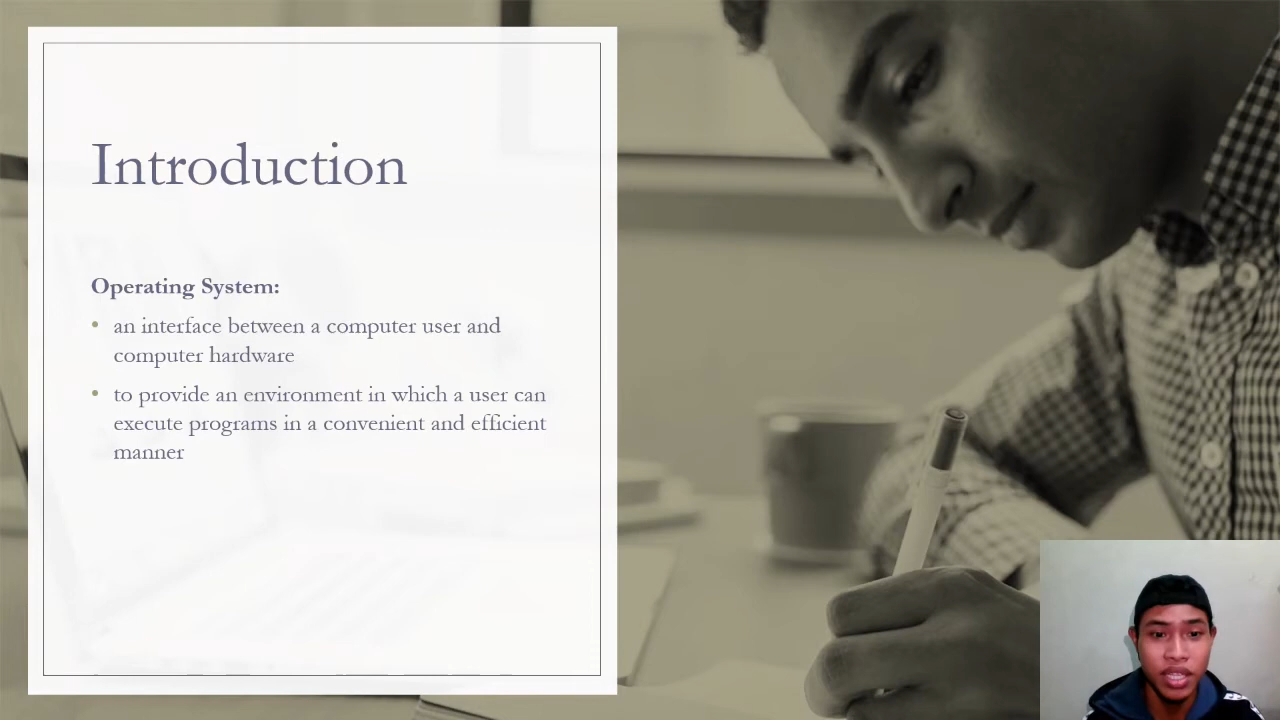 Introduction
Operating System:
• an interface between a computer user and
computer hardware
• to provide an environment in which a user can
execute programs in a convenient and efficient
manner